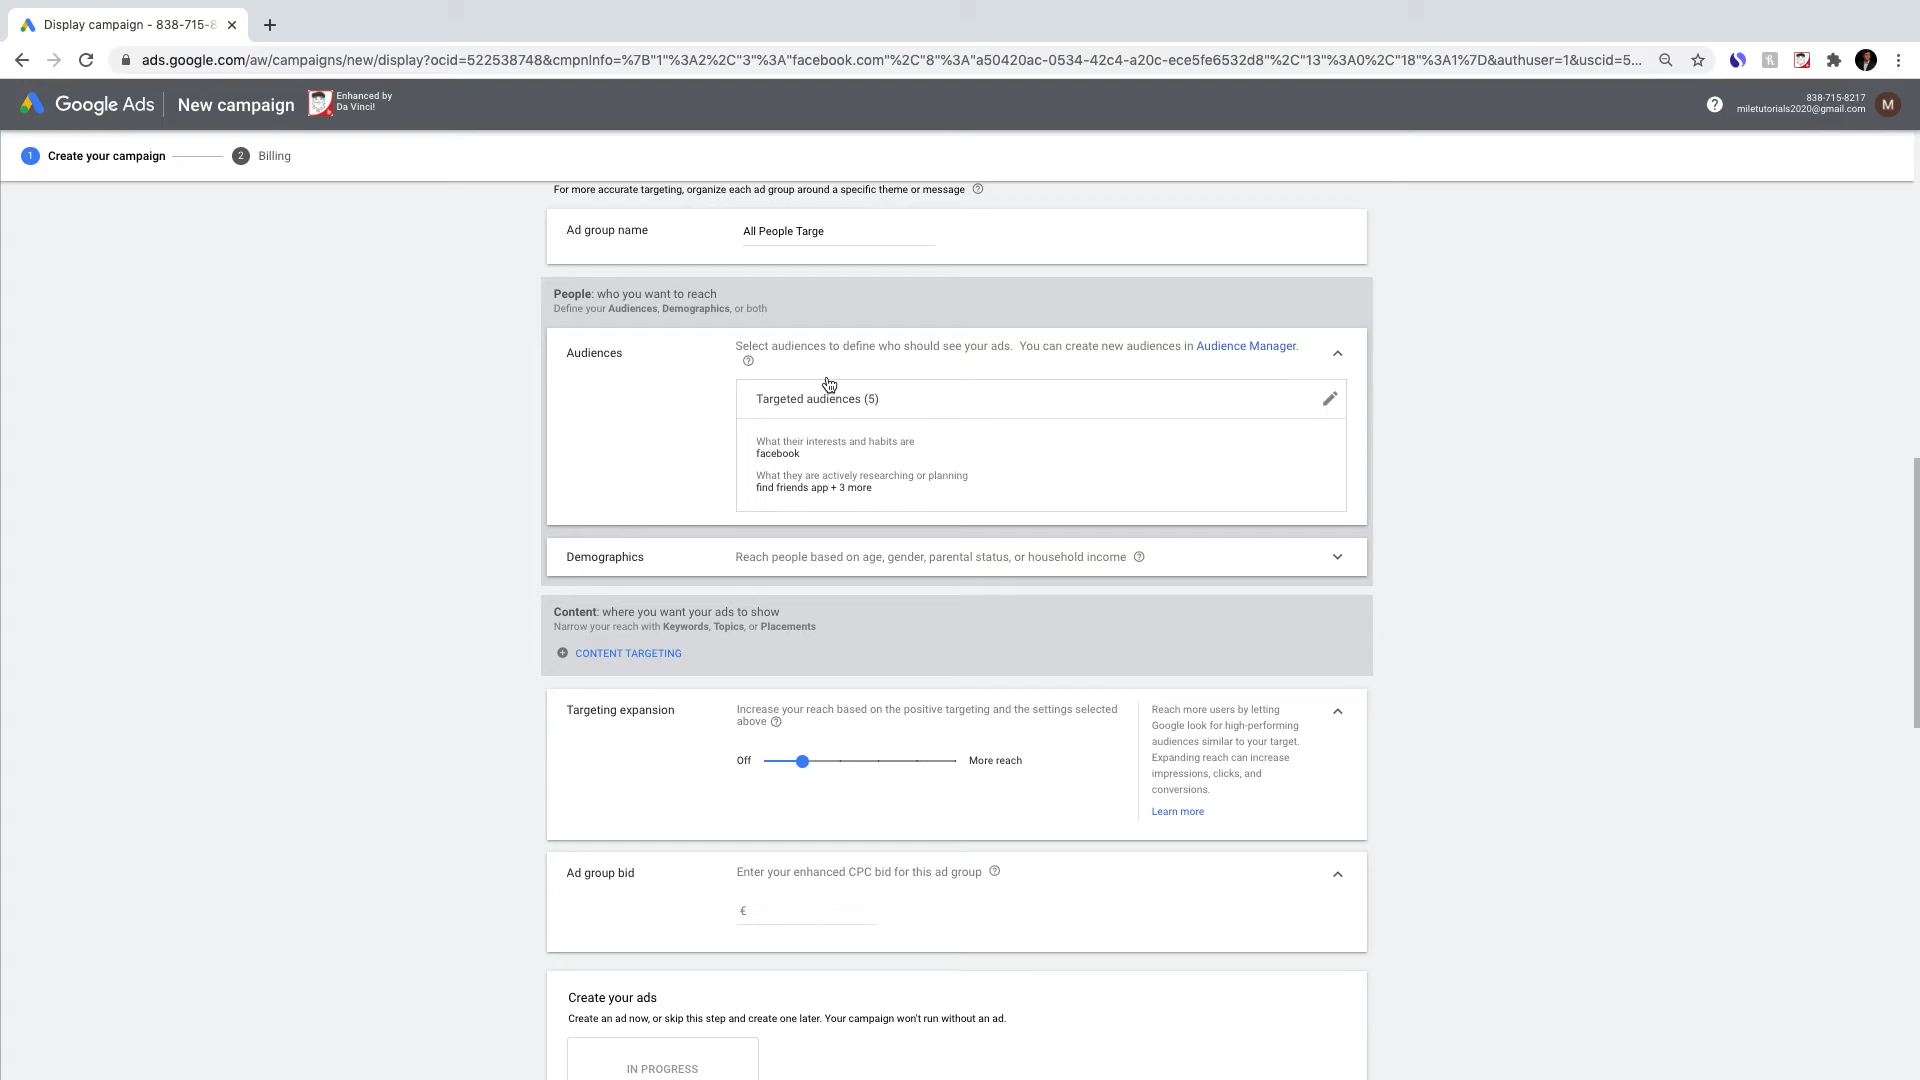 Display campaign - 838-715-8
ads.google.com/aw/campaigns/new/display?ocid=522538748&cmpnInfo=%7B"1"%3A2%2C"3"%3A"facebook.com"%2C"8"%3A"a50420ac-0534-42c4-a20c-ece5fe6532d8"%2C"13"%3A0%2C"18"%3A1%7D&authuser=1&uscid=5...
Google Ads
New campaign
Enhanced by
Da Vinci!
838-715-8217
miletutorials2020@gmail.com
M
1 Create your campaign
2 Billing
For more accurate targeting, organize each ad group around a specific theme or message
Ad group name
All People Targe
People: who you want to reach
Define your Audiences, Demographics, or both
Audiences
Select audiences to define who should see your ads. You can create new audiences in Audience Manager.
Targeted audiences (5)
What their interests and habits are
facebook
What they are actively researching or planning
find friends app + 3 more
Demographics
Reach people based on age, gender, parental status, or household income
Content: where you want your ads to show
Narrow your reach with Keywords, Topics, or Placements
CONTENT TARGETING
Targeting expansion
Increase your reach based on the positive targeting and the settings selected
above
Off
More reach
Reach more users by letting
Google look for high-performing
audiences similar to your target.
Expanding reach can increase
impressions, clicks, and
conversions.
Learn more
Ad group bid
Enter your enhanced CPC bid for this ad group
€
Create your ads
Create an ad now, or skip this step and create one later. Your campaign won't run without an ad.
IN PROGRESS